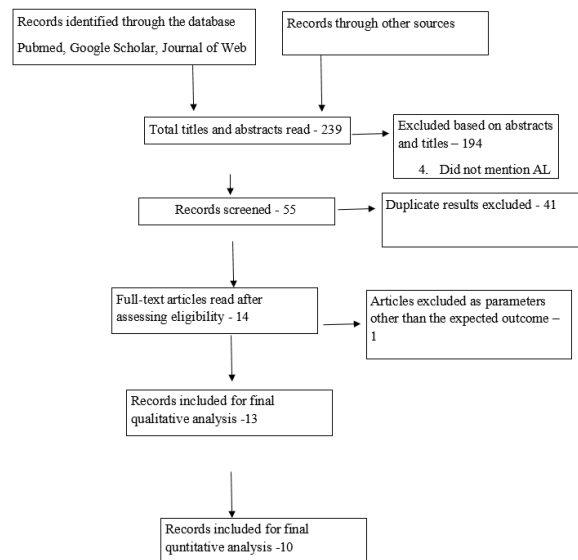 Records identified through the database
Pubmed, Google Scholar, Journal of Web
Records through other sources
Total titles and abstracts read - 239
Excluded based on abstracts
and titles – 194
4. Did not mention AL
Records screened - 55
Duplicate results excluded - 41
Full-text articles read after
assessing eligibility - 14
Articles excluded as parameters
other than the expected outcome –
1
Records included for final
qualitative analysis -13
Records included for final
quntitative analysis -10